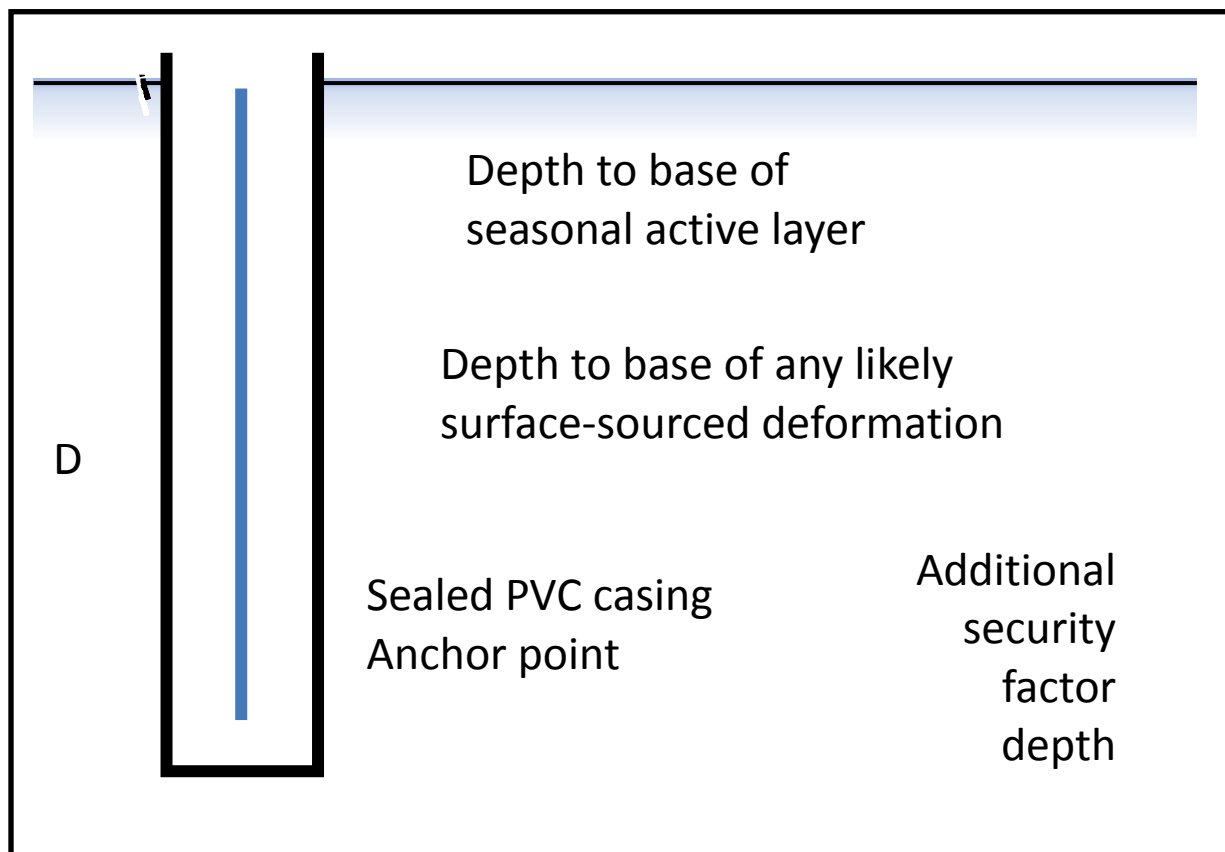 Depth to base of
seasonal active layer
Depth to base of any likely
surface-sourced deformation
D
Sealed PVC casing
Anchor point
Additional
security
factor
depth